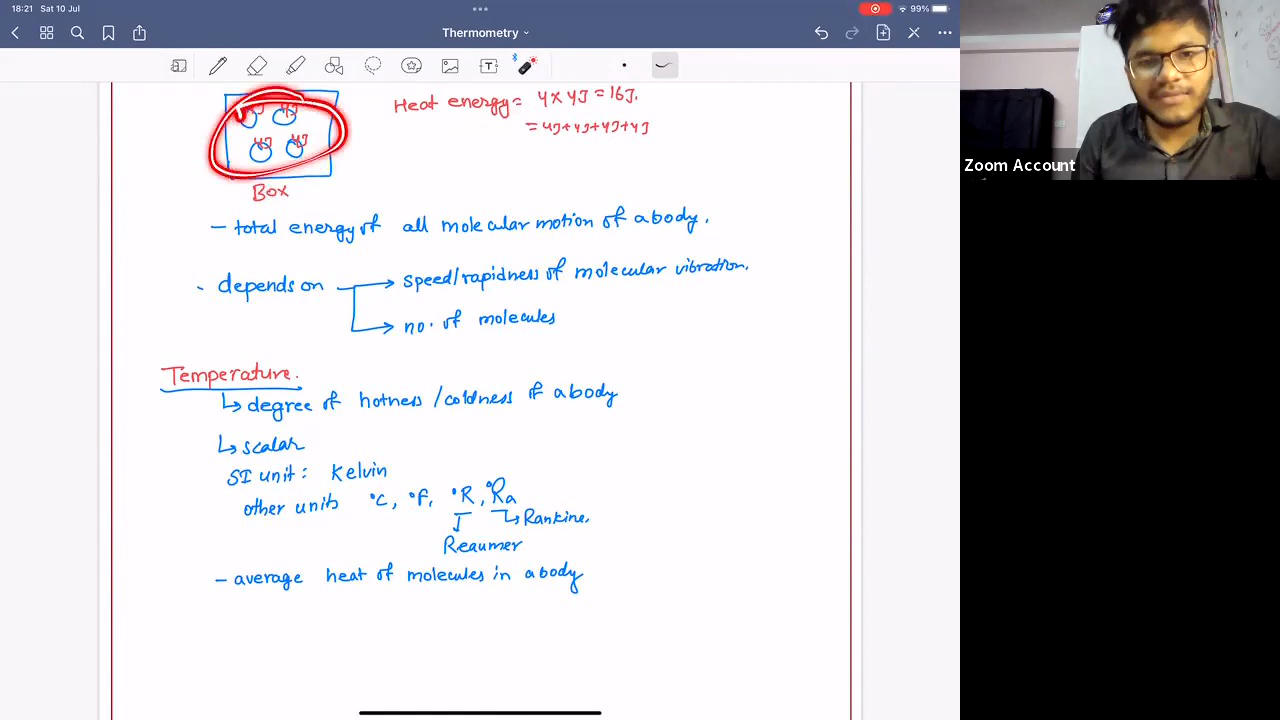 18:21 Sat 10 Jul
99%
Thermometry
4J 4J
4J
Heat energy = 4 x 4J = 16J.
= 4J + 4J + 4J + 4J
Box
- total energy of all molecular motion of a body.
- depends on
speed/rapidness of molecular vibration.
no. of molecules
Temperature.
degree of hotness /coldness of a body
scalar
SI unit: Kelvin
other units °C, °F, °R, °Ra
Rankine.
Reaumer
- average heat of molecules in a body
Zoom Account